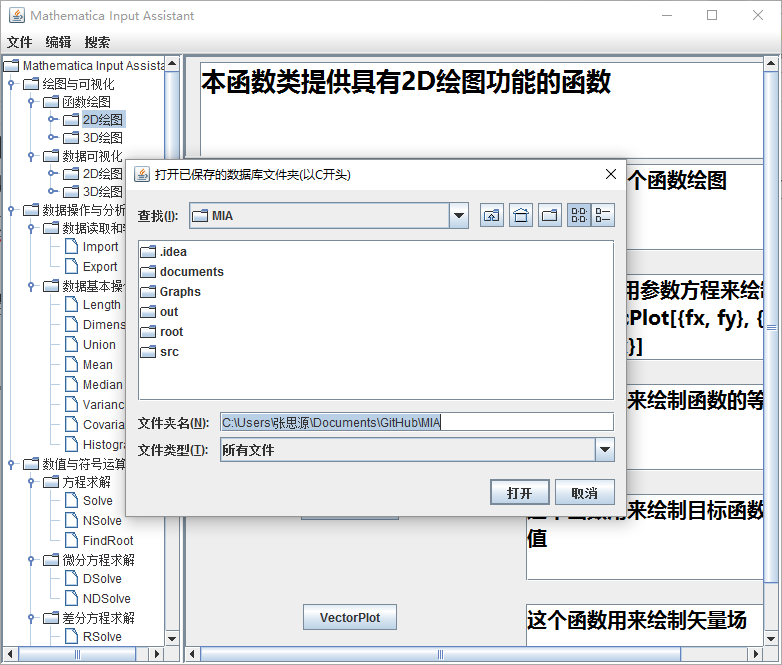 Mathematica Input Assistant
文件 编辑 搜索
Mathematica Input Assista
绘图与可视化
函数绘图
2D绘图
3D绘图
数据可视化
2D绘图
3D绘图
数据操作与分析
数据读取和
Import
Export
数据基本操
Length
Dimens
Union
Mean
Median
Varianc
Covaria
Histogra
数值与符号运算
方程求解
Solve
NSolve
FindRoot
微分方程求解
DSolve
NDSolve
差分方程求解
RSolve
本函数类提供具有2D绘图功能的函数
个函数绘图
用参数方程来绘制
cPlot[{fx, fy}, {
}]
来绘制函数的等
这个函数用来绘制目标函数
值
VectorPlot
这个函数用来绘制矢量场
打开已保存的数据库文件夹(以C开头)
查找(I): MIA
.idea
documents
Graphs
out
root
src
文件夹名(N): C:\Users\张思源\Documents\GitHub\MIA
文件类型(T): 所有文件
打开 取消